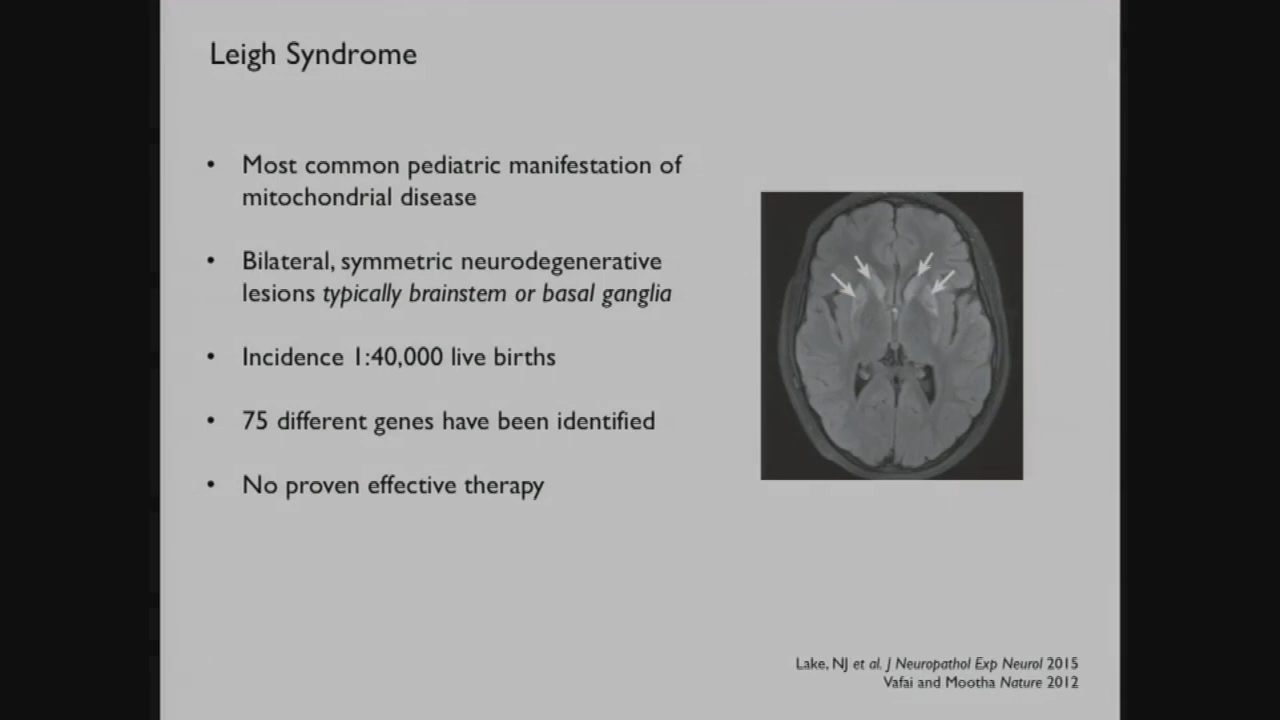 Leigh Syndrome
• Most common pediatric manifestation of
mitochondrial disease
• Bilateral, symmetric neurodegenerative
lesions typically brainstem or basal ganglia
• Incidence 1:40,000 live births
• 75 different genes have been identified
• No proven effective therapy
Lake, NJ et al. J Neuropathol Exp Neurol 2015
Vafai and Mootha Nature 2012